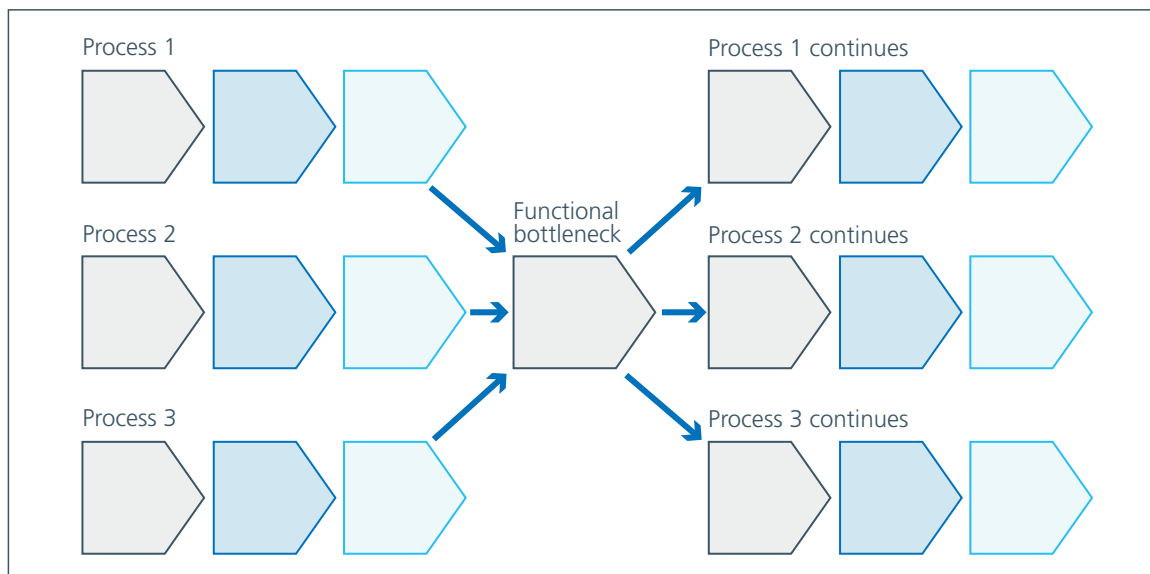 Process 1
Process 1 continues
Functional
bottleneck
Process 2
Process 2 continues
Process 3
Process 3 continues